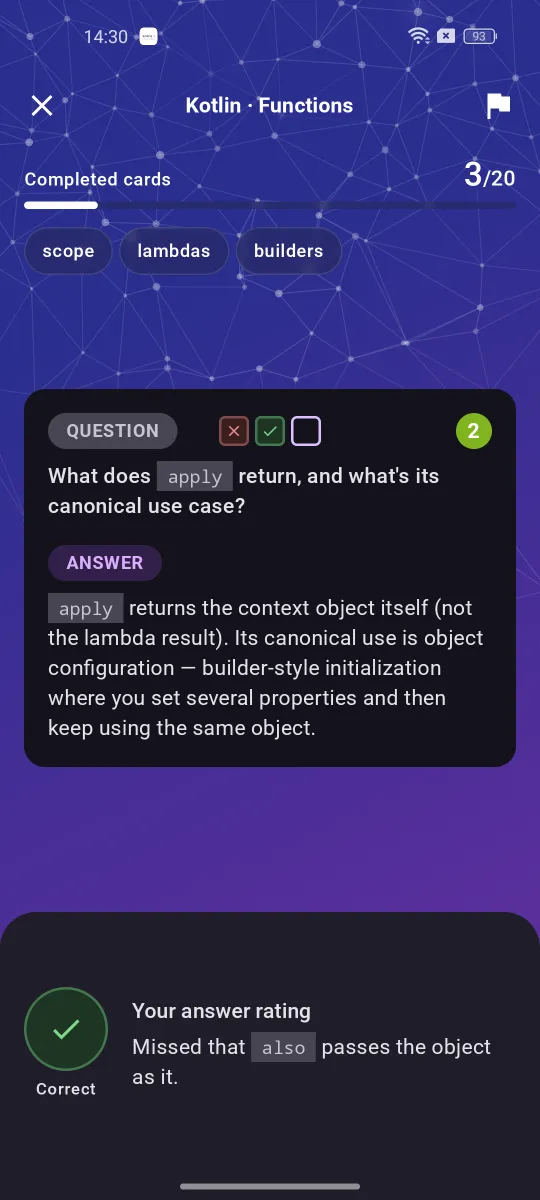 14:30
93
Kotlin · Functions
Completed cards
3/20
scope
lambdas
builders
QUESTION
2
What does apply return, and what's its
canonical use case?
ANSWER
apply returns the context object itself (not
the lambda result). Its canonical use is object
configuration — builder-style initialization
where you set several properties and then
keep using the same object.
Your answer rating
Missed that also passes the object
as it.
Correct